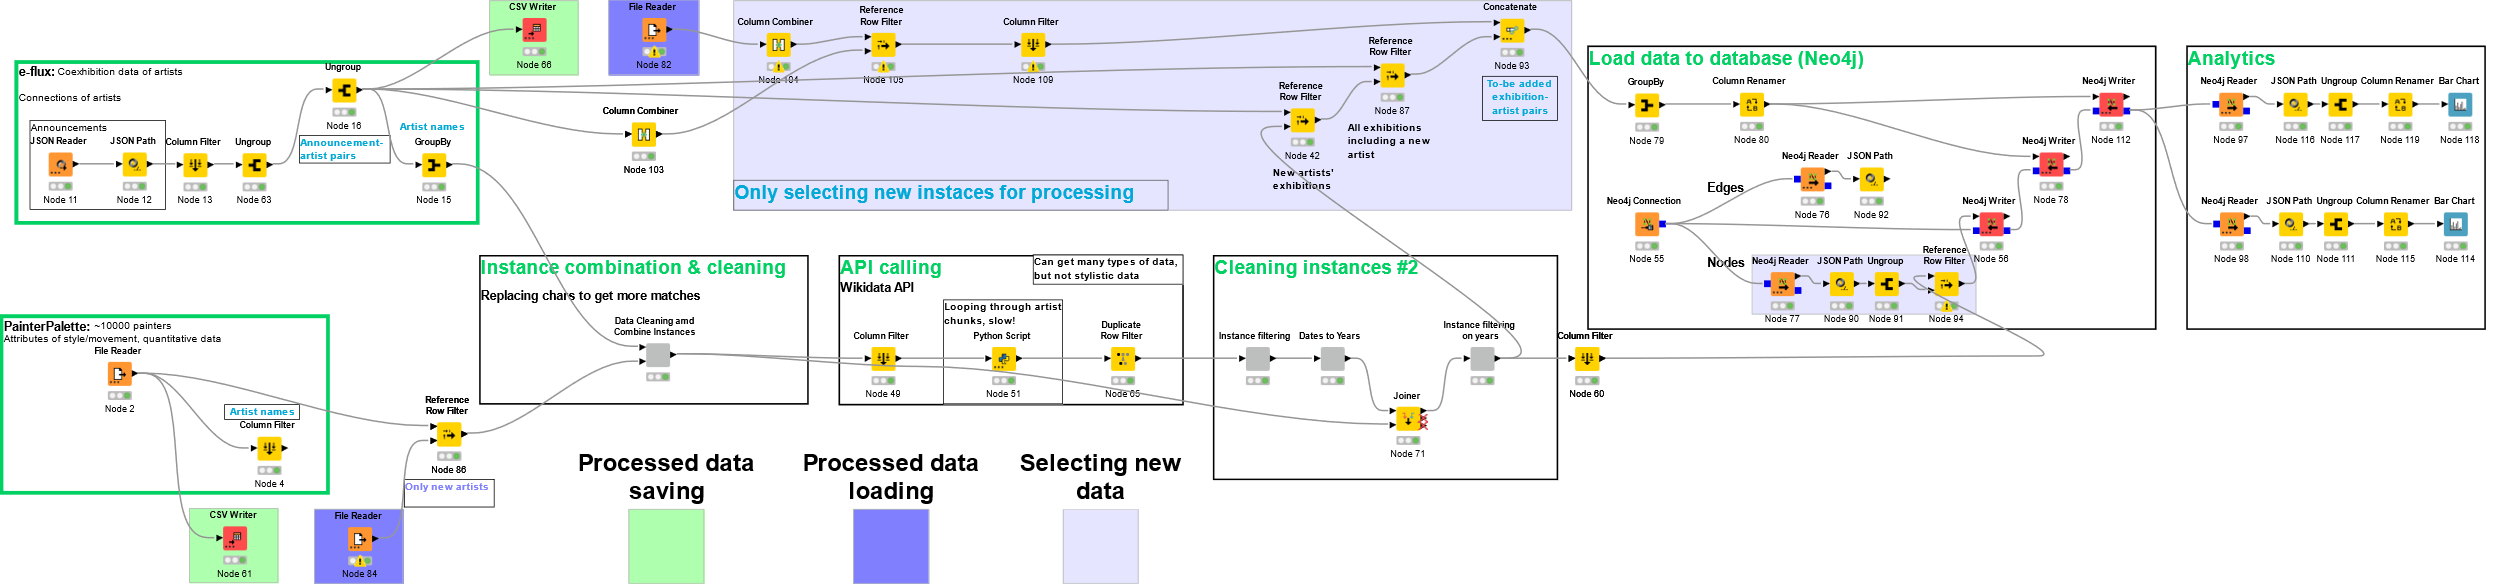 CSV Writer
Node 66
File Reader
Node 82
e-flux: Coexhibition data of artists
Connections of artists
Announcements
JSON Reader
Node 11
JSON Path
Node 12
Column Filter
Node 13
Ungroup
Node 63
Ungroup
Node 16
Announcement-
artist pairs
Artist names
GroupBy
Node 15
Column Combiner
Node 103
Column Combiner
Node 104
Reference
Row Filter
Node 105
Column Filter
Node 109
Reference
Row Filter
Node 42
New artists'
exhibitions
Reference
Row Filter
Node 87
All exhibitions
including a new
artist
Concatenate
Node 93
To-be added
exhibition-
artist pairs
Only selecting new instaces for processing
Load data to database (Neo4j)
GroupBy
Node 79
Column Renamer
Node 80
Neo4j Writer
Node 112
Neo4j Writer
Node 78
Neo4j Reader
Node 76
JSON Path
Node 92
Edges
Neo4j Connection
Node 55
Neo4j Writer
Node 56
Nodes
Neo4j Reader
Node 77
JSON Path
Node 90
Ungroup
Node 91
Reference
Row Filter
Node 94
Analytics
Neo4j Reader
Node 97
JSON Path
Node 116
Ungroup
Node 117
Column Renamer
Node 119
Bar Chart
Node 118
Neo4j Reader
Node 98
JSON Path
Node 110
Ungroup
Node 111
Column Renamer
Node 115
Bar Chart
Node 114
Instance combination & cleaning
Replacing chars to get more matches
Data Cleaning amd
Combine Instances
API calling
Wikidata API
Can get many types of data,
but not stylistic data
Column Filter
Node 49
Looping through artist
chunks, slow!
Python Script
Node 51
Duplicate
Row Filter
Node 65
Cleaning instances #2
Instance filtering
Dates to Years
Joiner
Node 71
Instance filtering
on years
Column Filter
Node 60
PainterPalette: ~10000 painters
Attributes of style/movement, quantitative data
File Reader
Node 2
Artist names
Column Filter
Node 4
Reference
Row Filter
Node 86
Only new artists
CSV Writer
Node 61
File Reader
Node 84
Processed data
saving
Processed data
loading
Selecting new
data